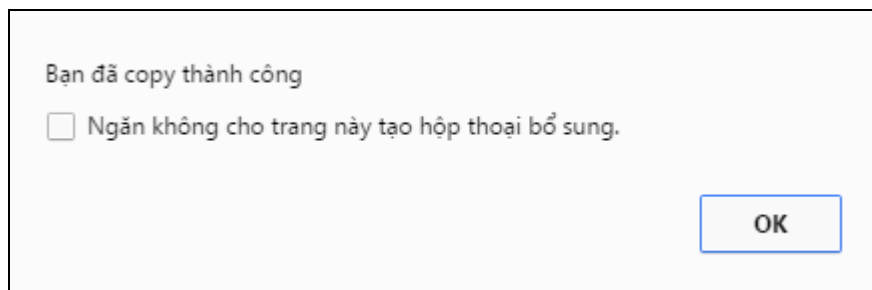 Bạn đã copy thành công
Ngăn không cho trang này tạo hộp thoại bổ sung.
OK